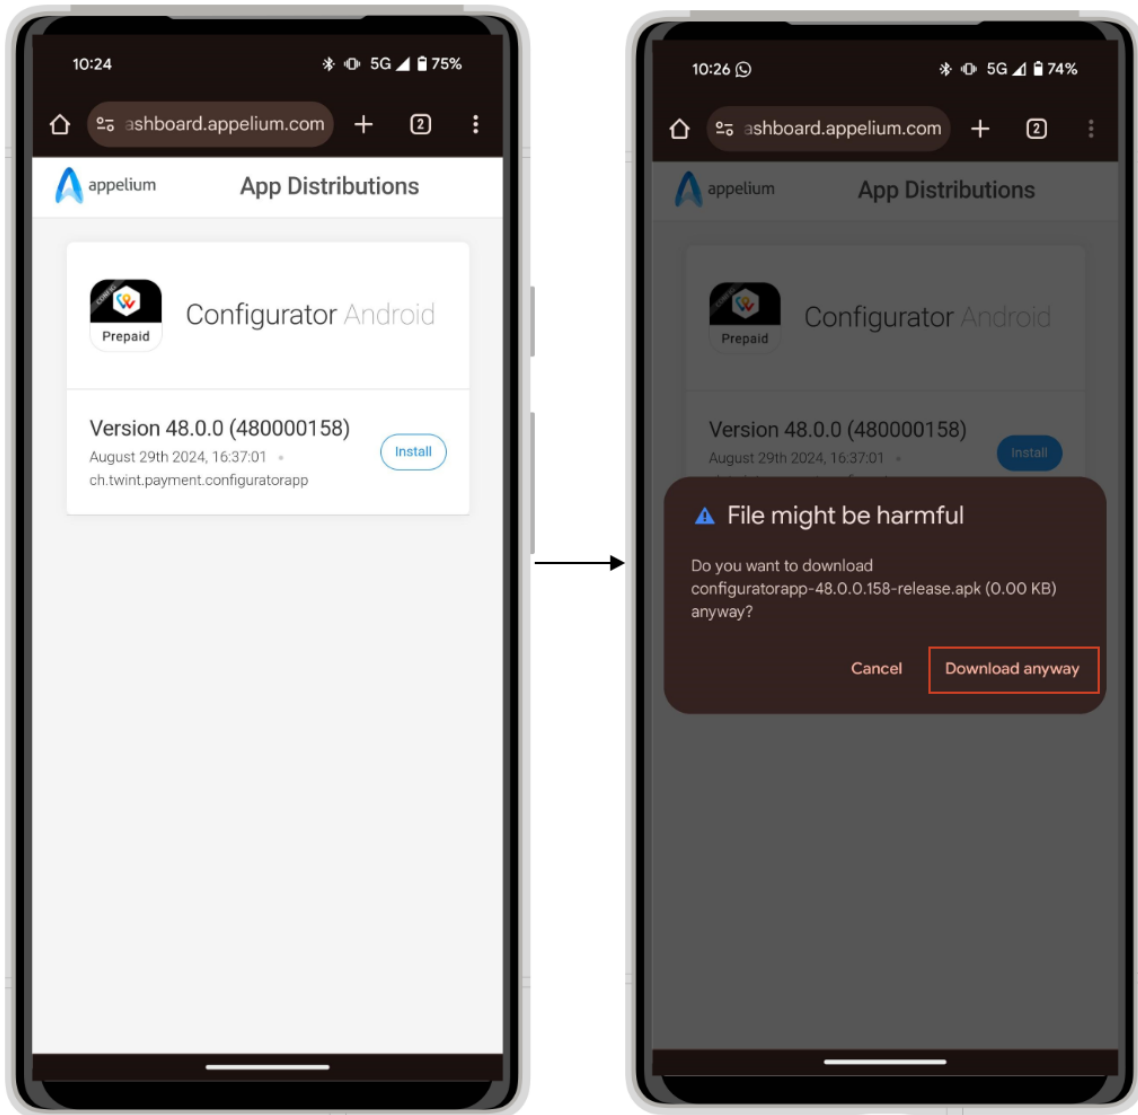 10:24
5G 75%
ashboard.appelium.com
2
appelium
App Distributions
CONFIG
Prepaid
Configurator Android
Version 48.0.0 (480000158)
August 29th 2024, 16:37:01
ch.twint.payment.configuratorapp
Install
10:26
5G 74%
ashboard.appelium.com
2
appelium
App Distributions
Prepaid
Configurator Android
Version 48.0.0 (480000158)
August 29th 2024, 16:37:01
Install
File might be harmful
Do you want to download
configuratorapp-48.0.0.158-release.apk (0.00 KB)
anyway?
Cancel
Download anyway